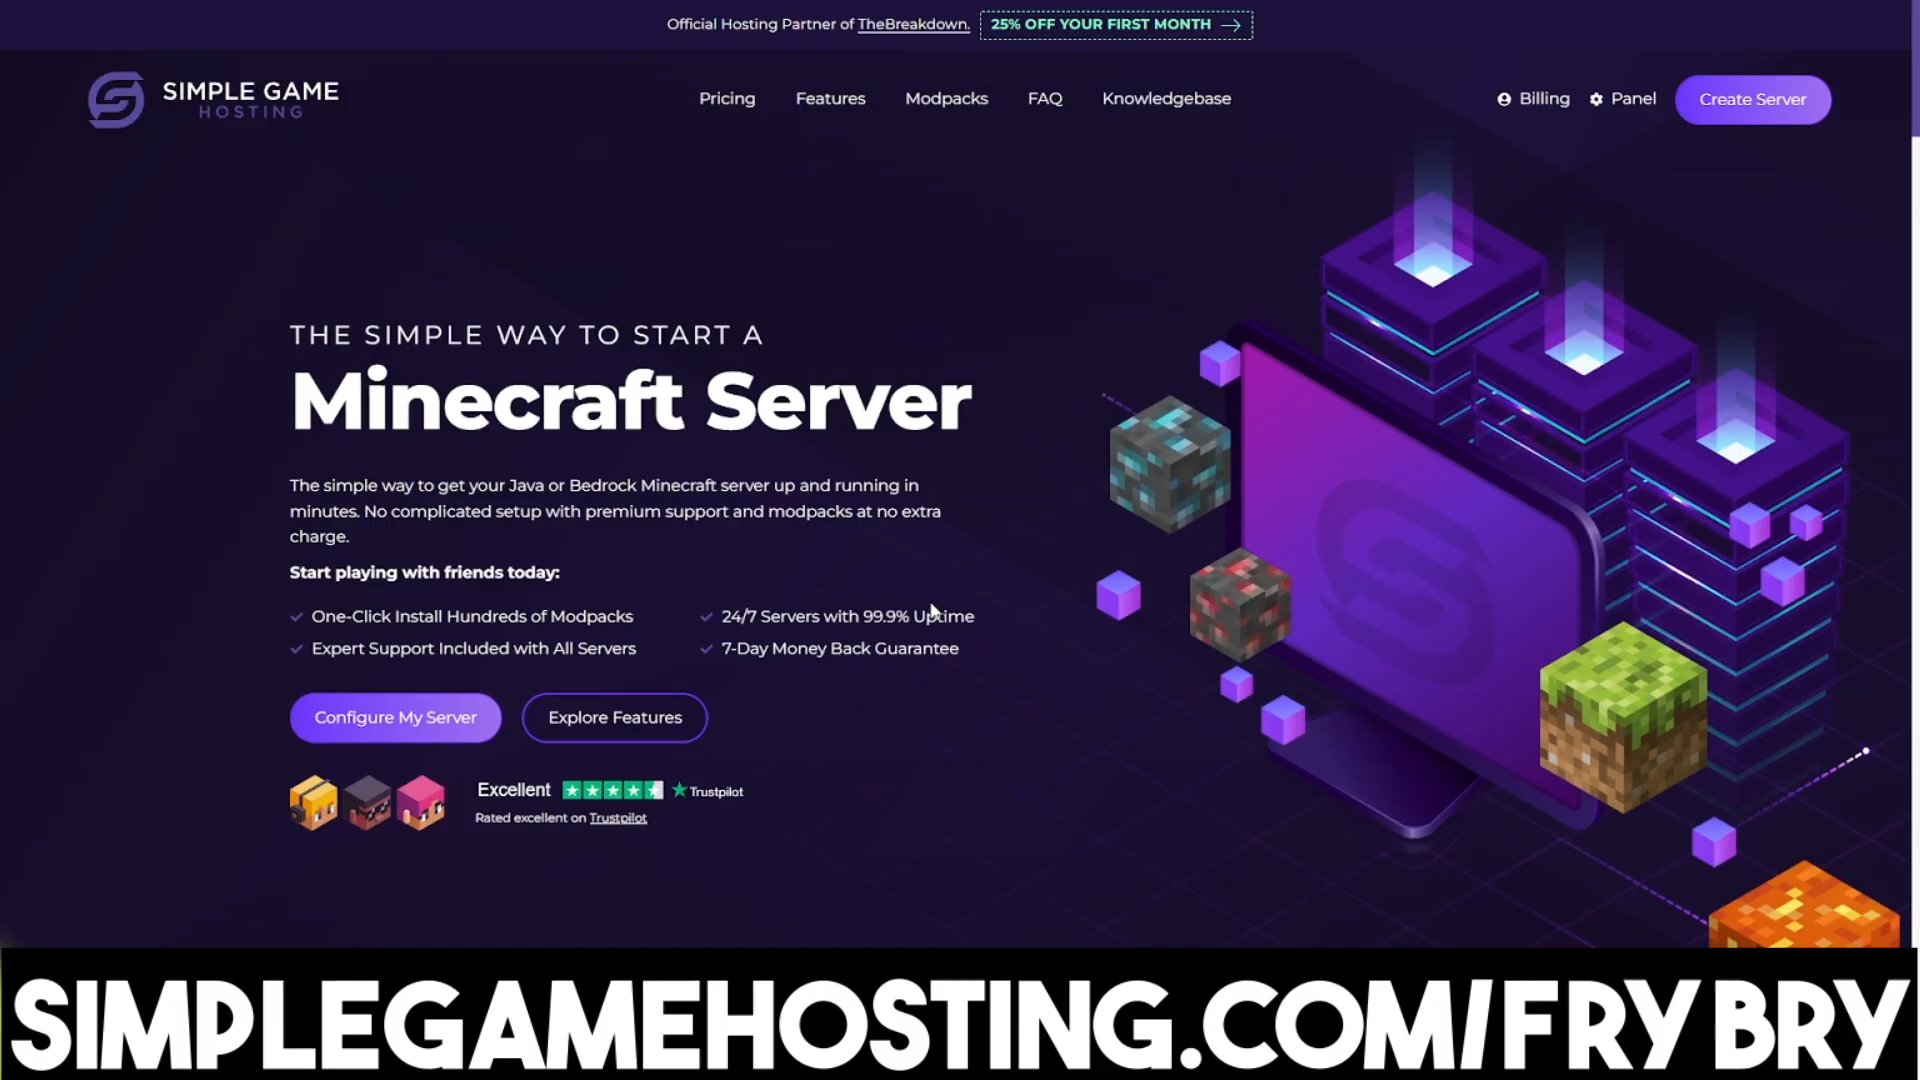 Official Hosting Partner of TheBreakdown. 25% OFF YOUR FIRST MONTH
SIMPLE GAME
HOSTING
Pricing Features Modpacks FAQ Knowledgebase
Billing Panel Create Server
THE SIMPLE WAY TO START A
Minecraft Server
The simple way to get your Java or Bedrock Minecraft server up and running in
minutes. No complicated setup with premium support and modpacks at no extra
charge.
Start playing with friends today:
One-Click Install Hundreds of Modpacks
24/7 Servers with 99.9% Uptime
Expert Support Included with All Servers
7-Day Money Back Guarantee
Configure My Server
Explore Features
Excellent Trustpilot
Rated excellent on Trustpilot
SIMPLEGAMEHOSTING.COM/FRYBRY